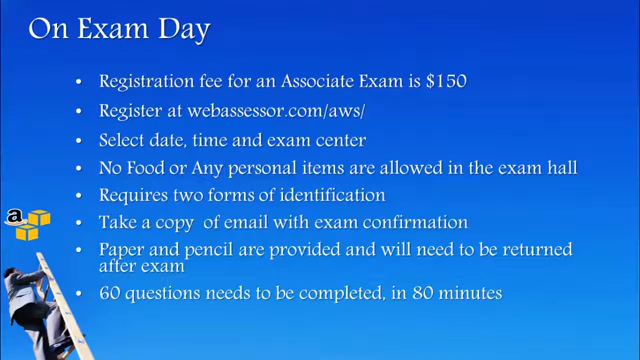 On Exam Day
• Registration fee for an Associate Exam is $150
• Register at webassessor.com/aws/
• Select date, time and exam center
• No Food or Any personal items are allowed in the exam hall
• Requires two forms of identification
• Take a copy of email with exam confirmation
• Paper and pencil are provided and will need to be returned
after exam
• 60 questions needs to be completed, in 80 minutes
a